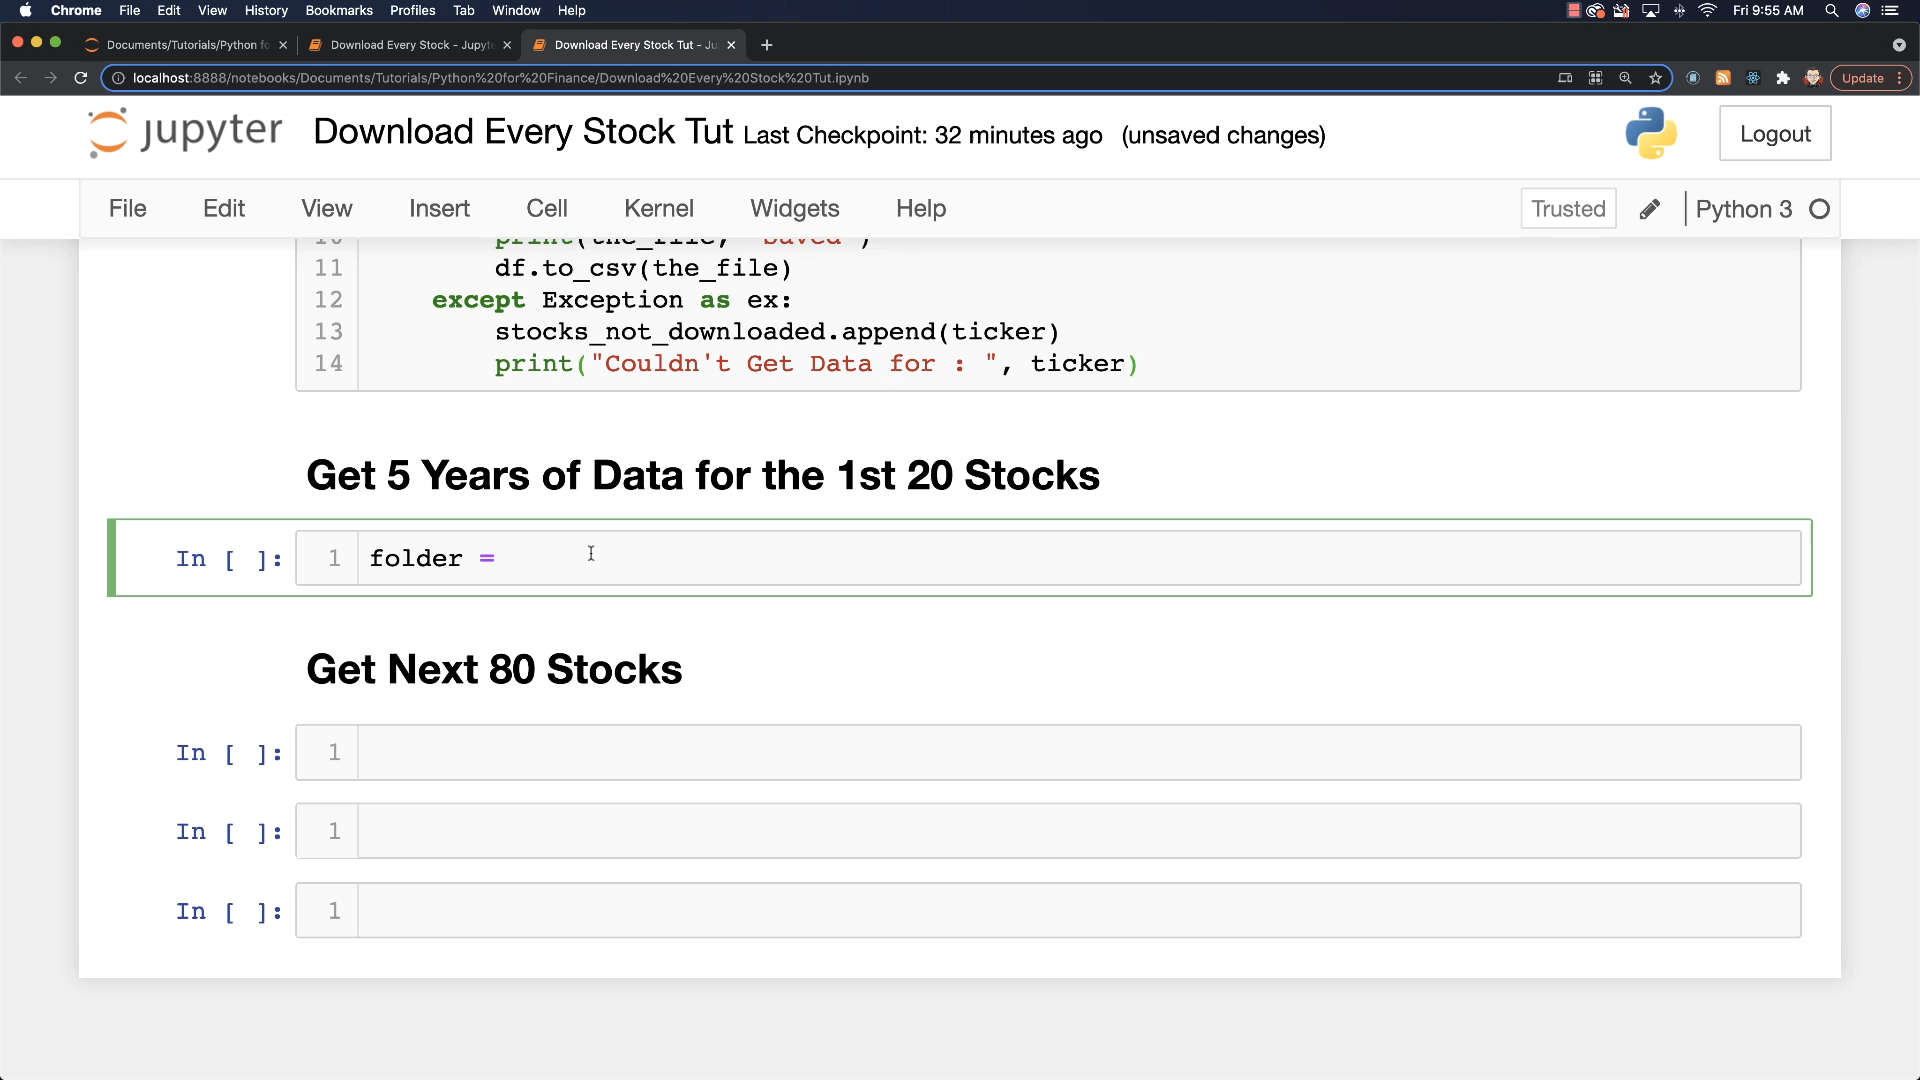 Chrome File Edit View History Bookmarks Profiles Tab Window Help Fri 9:55 AM
Documents/Tutorials/Python fo Download Every Stock - Jupyte Download Every Stock Tut - Ju
localhost:8888/notebooks/Documents/Tutorials/Python%20for%20Finance/Download%20Every%20Stock%20Tut.ipynb Update
jupyter Download Every Stock Tut Last Checkpoint: 32 minutes ago (unsaved changes) Logout
File Edit View Insert Cell Kernel Widgets Help Trusted Python 3
10 print(the_file, " Saved")
11 df.to_csv(the_file)
12 except Exception as ex:
13 stocks_not_downloaded.append(ticker)
14 print("Couldn't Get Data for : ", ticker)
Get 5 Years of Data for the 1st 20 Stocks
In [ ]: 1 folder =
Get Next 80 Stocks
In [ ]: 1
In [ ]: 1
In [ ]: 1